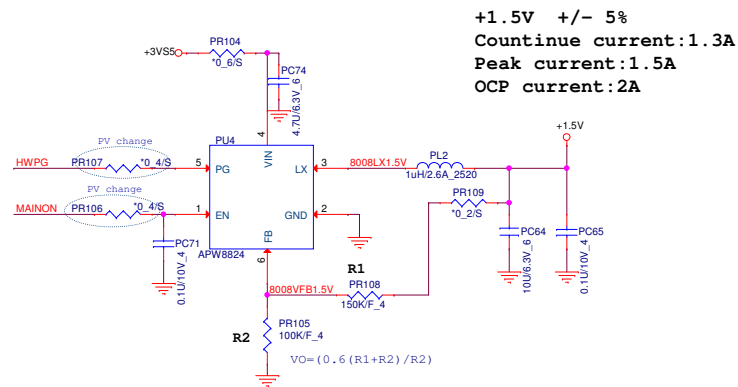 +1.5V +/- 5%
Countinue current:1.3A
Peak current:1.5A
OCP current:2A
PR104
+3VS5
*0_6/S
PC74
4.7U/6.3V_6
+1.5V
PV change
PU4
4
VIN
HWPG
PR107
*0_4/S
5
PG
LX
3
8008LX1.5V
PL2
1uH/2.6A_2520
PV change
PR109
*0_2/S
MAINON
PR106
*0_4/S
1
EN
GND
2
FB
PC71
0.1U/10V_4
APW8824
6
PC64
10U/6.3V_6
PC65
0.1U/10V_4
R1
8008VFB1.5V
PR108
150K/F_4
R2
PR105
100K/F_4
VO=(0.6(R1+R2)/R2)